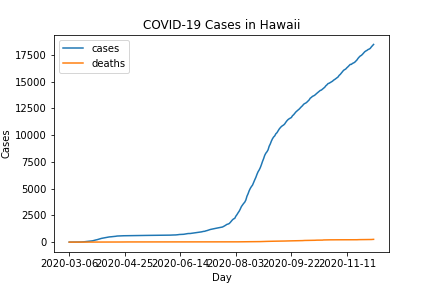 COVID-19 Cases in Hawaii
cases
deaths
17500
15000
12500
10000
7500
5000
2500
0
Cases
2020-03-06 2020-04-25 2020-06-14 2020-08-03 2020-09-22 2020-11-11
Day